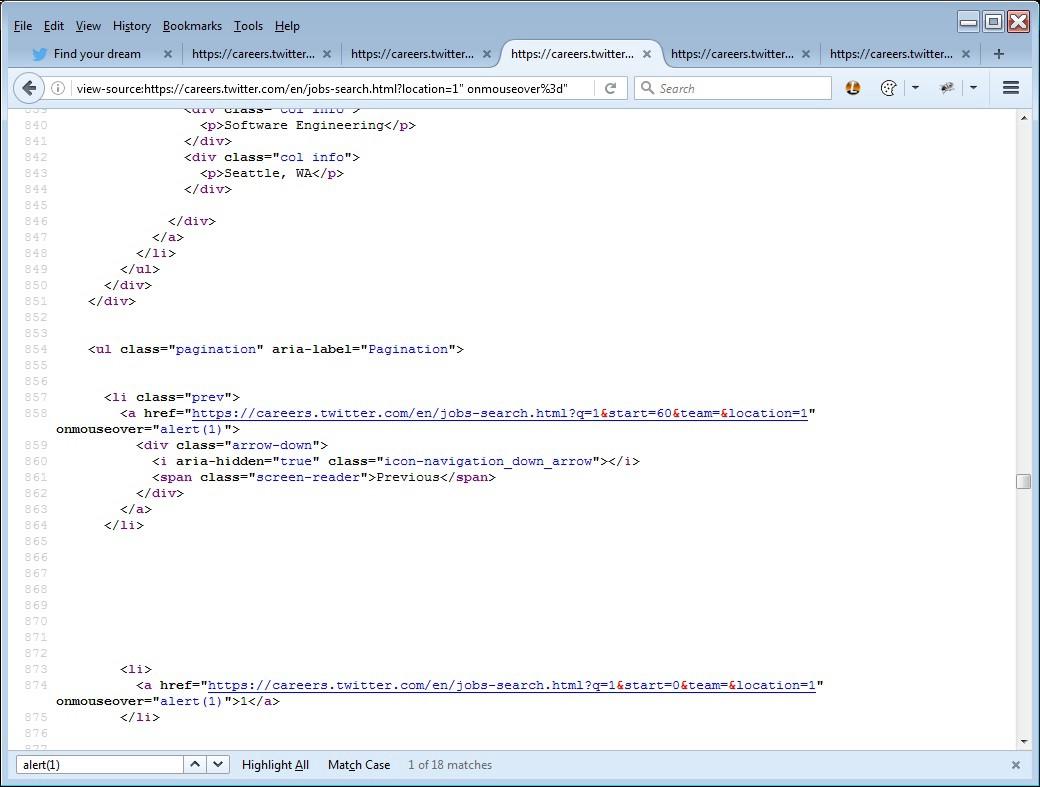 File Edit View History Bookmarks Tools Help
Find your dream × https://careers.twitter... × https://careers.twitter... × https://careers.twitter... × https://careers.twitter... × https://careers.twitter... × +
view-source:https://careers.twitter.com/en/jobs-search.html?location=1" onmouseover%3d" Search
839 <div class="col info">
840 <p>Software Engineering</p>
841 </div>
842 <div class="col info">
843 <p>Seattle, WA</p>
844 </div>
845
846 </div>
847 </a>
848 </li>
849 </ul>
850 </div>
851 </div>
852
853
854 <ul class="pagination" aria-label="Pagination">
855
856
857 <li class="prev">
858 <a href="https://careers.twitter.com/en/jobs-search.html?q=1&start=60&team=&location=1"
onmouseover="alert(1)">
859 <div class="arrow-down">
860 <i aria-hidden="true" class="icon-navigation_down_arrow"></i>
861 <span class="screen-reader">Previous</span>
862 </div>
863 </a>
864 </li>
865
866
867
868
869
870
871
872
873 <li>
874 <a href="https://careers.twitter.com/en/jobs-search.html?q=1&start=0&team=&location=1"
onmouseover="alert(1)">1</a>
875 </li>
876
877
alert(1) Highlight All Match Case 1 of 18 matches ×